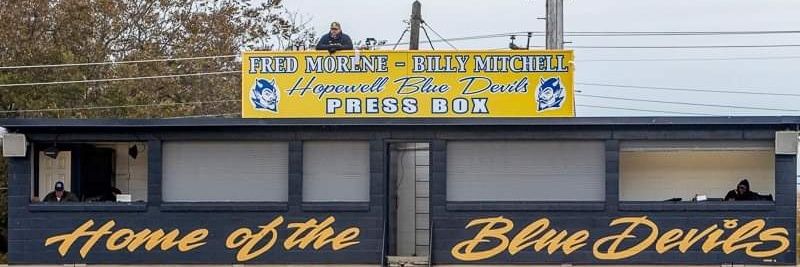 FRED MORENE - BILLY MITCHELL
Hopewell Blue Devils
PRESS BOX
Home of the Blue Devils